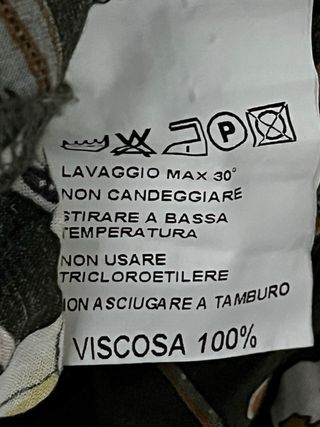 P
LAVAGGIO MAX 30°
NON CANDEGGIARE
STIRARE A BASSA
TEMPERATURA
NON USARE
TRICLOROETILERE
NON ASCIUGARE A TAMBURO
VISCOSA 100%